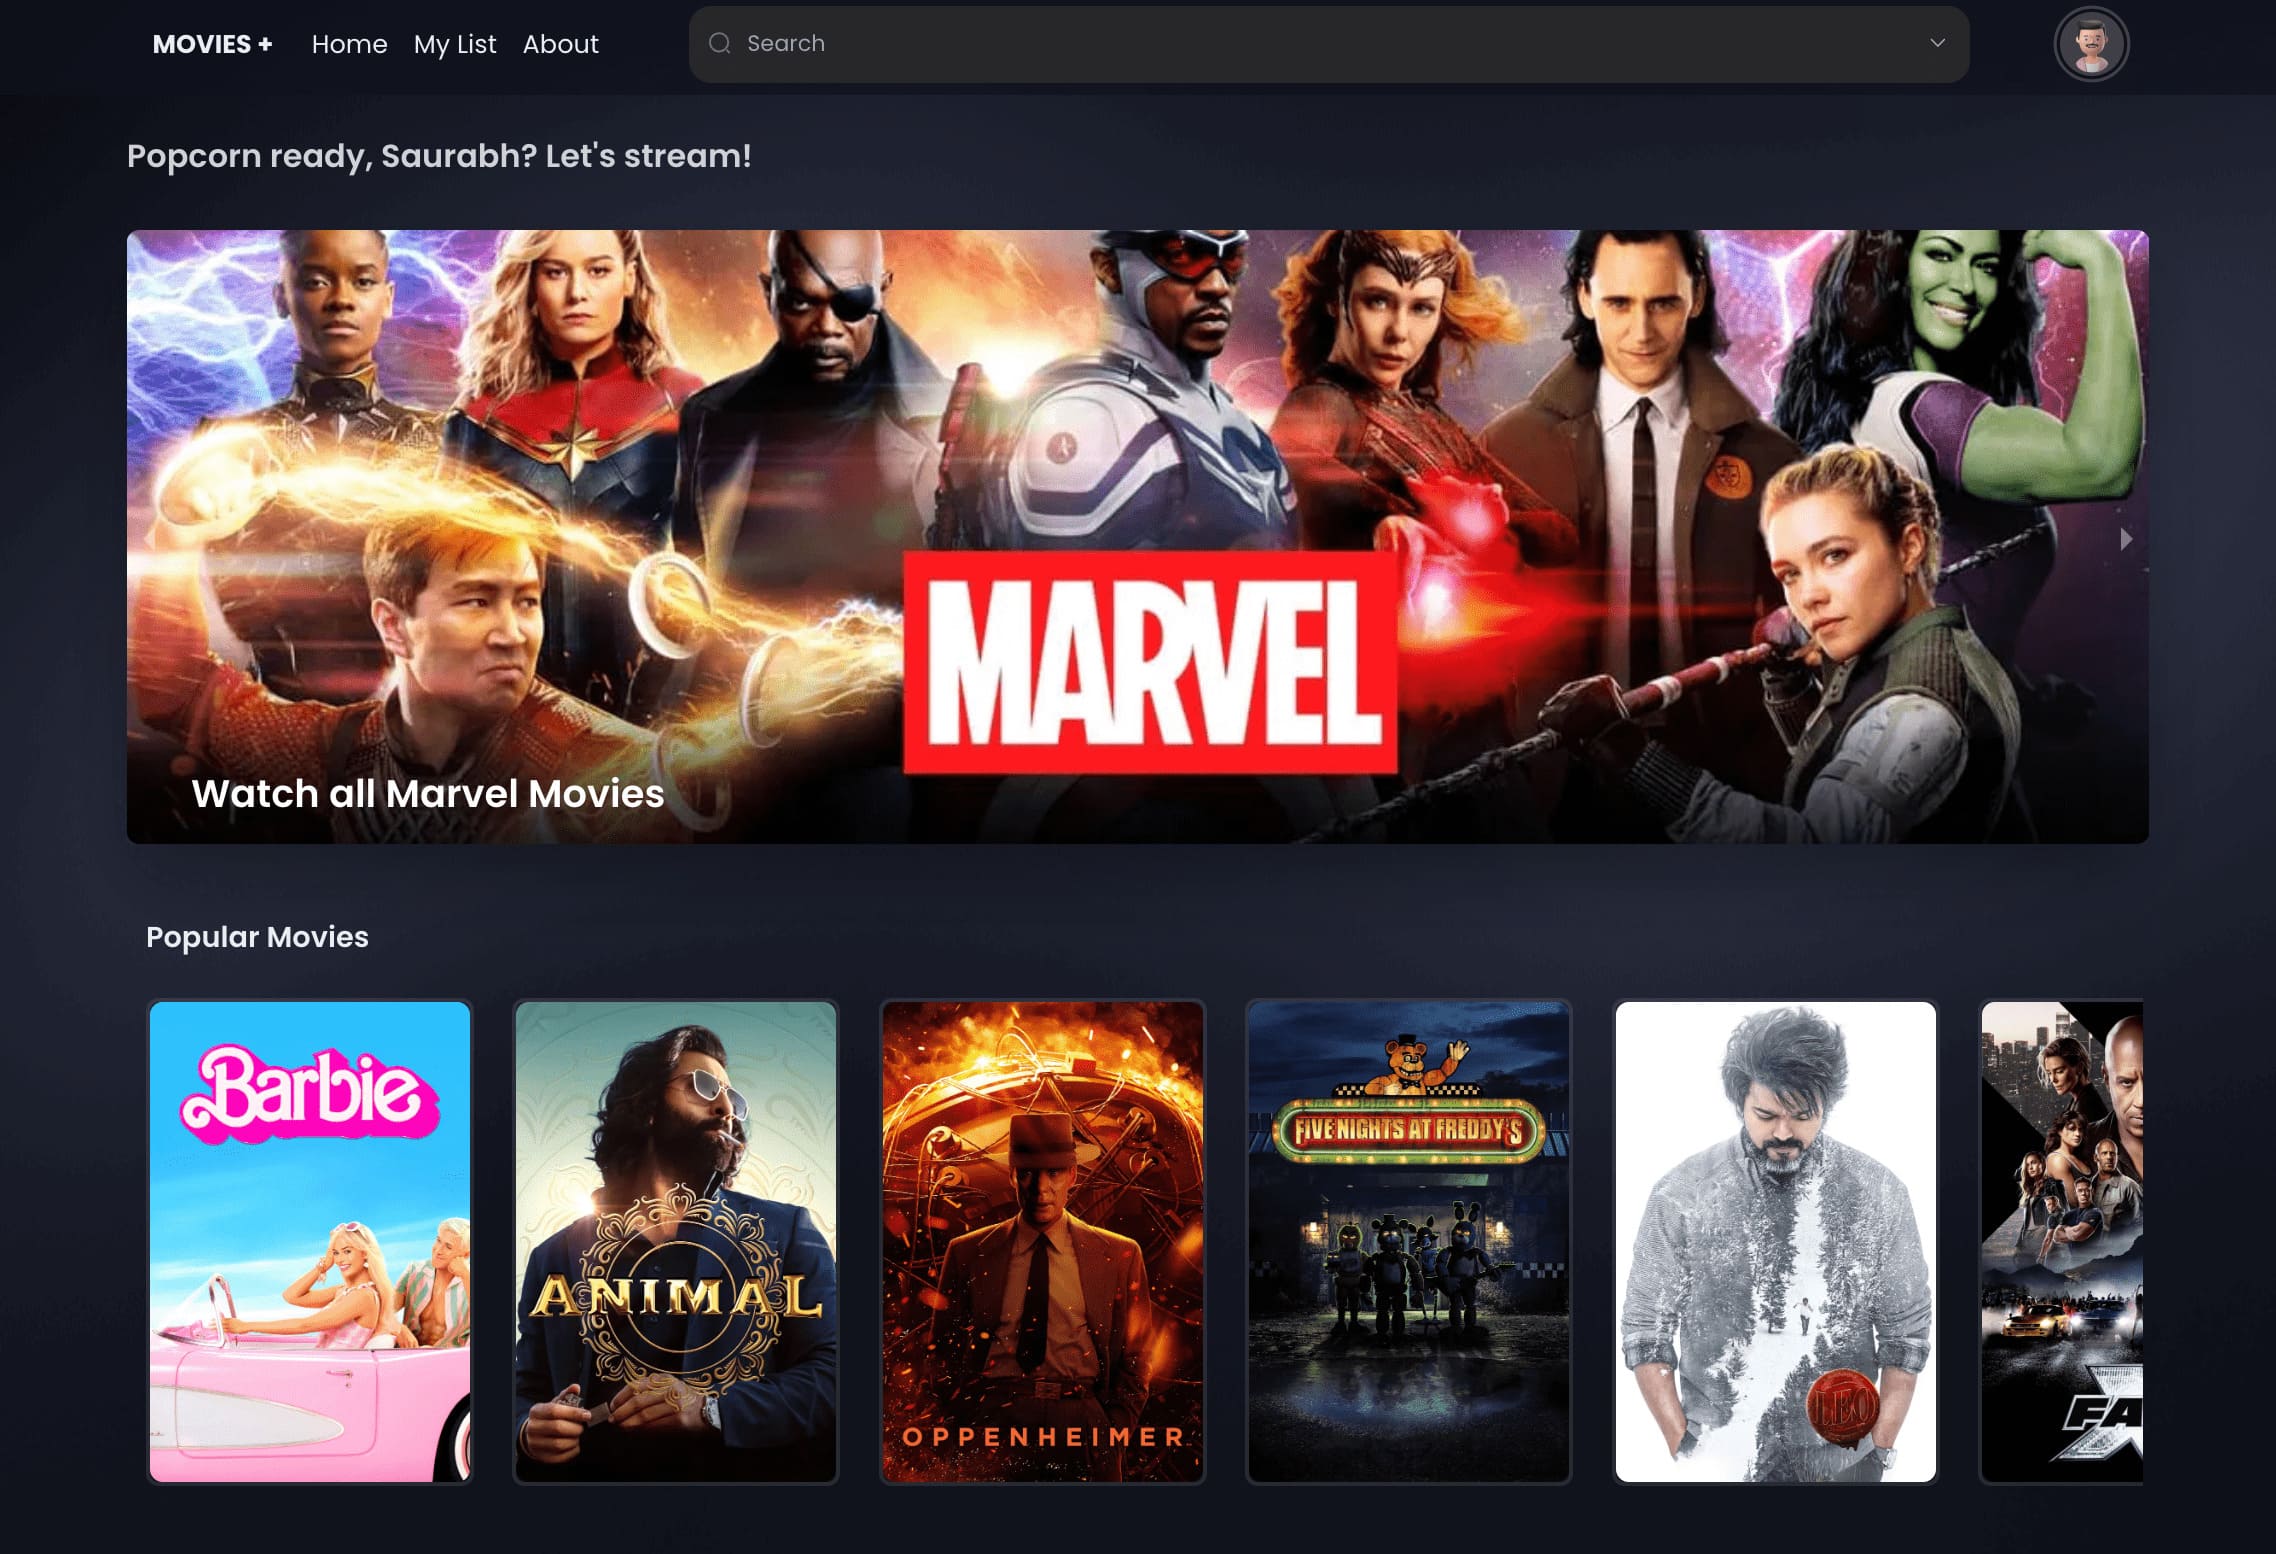 MOVIES +
Home
My List
About
Search
Popcorn ready, Saurabh? Let's stream!
MARVEL
Watch all Marvel Movies
Popular Movies
Barbie
ANIMAL
OPPENHEIMER
FIVE NIGHTS AT FREDDY'S
LEO
FA
X